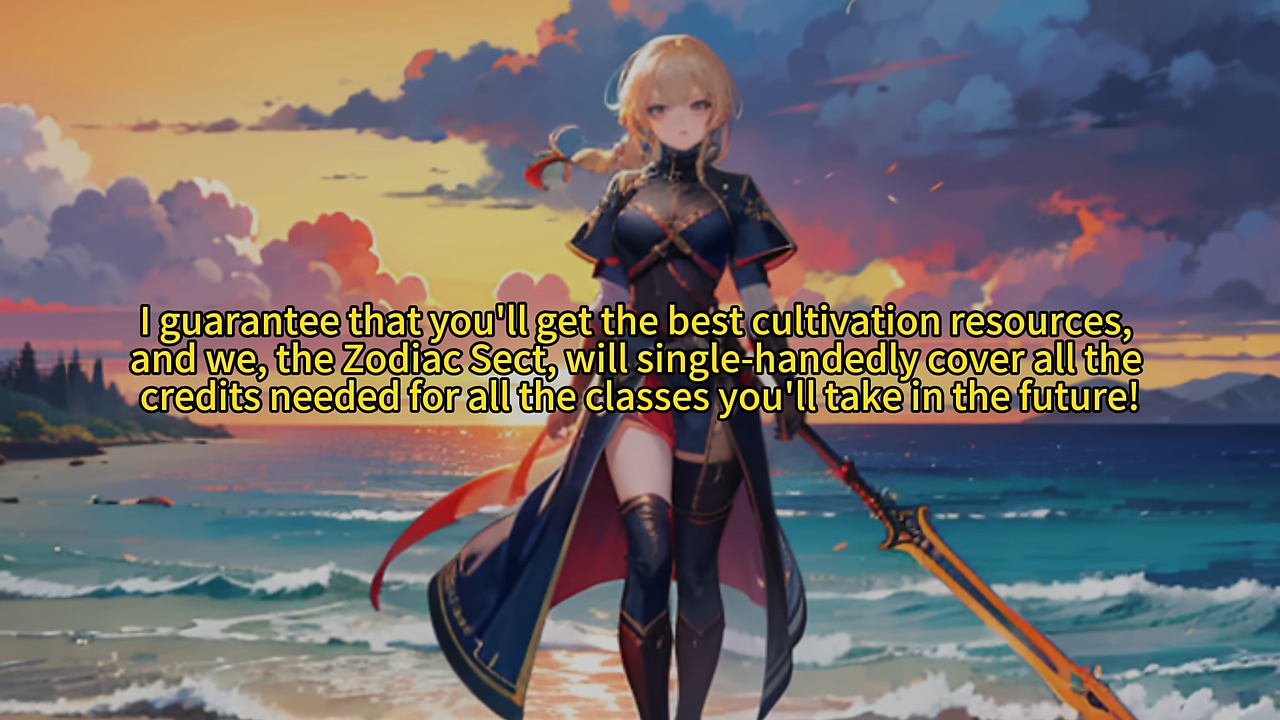 I guarantee that you'll get the best cultivation resources,
and we, the Zodiac Sect, will single-handedly cover all the
credits needed for all the classes you'll take in the future!